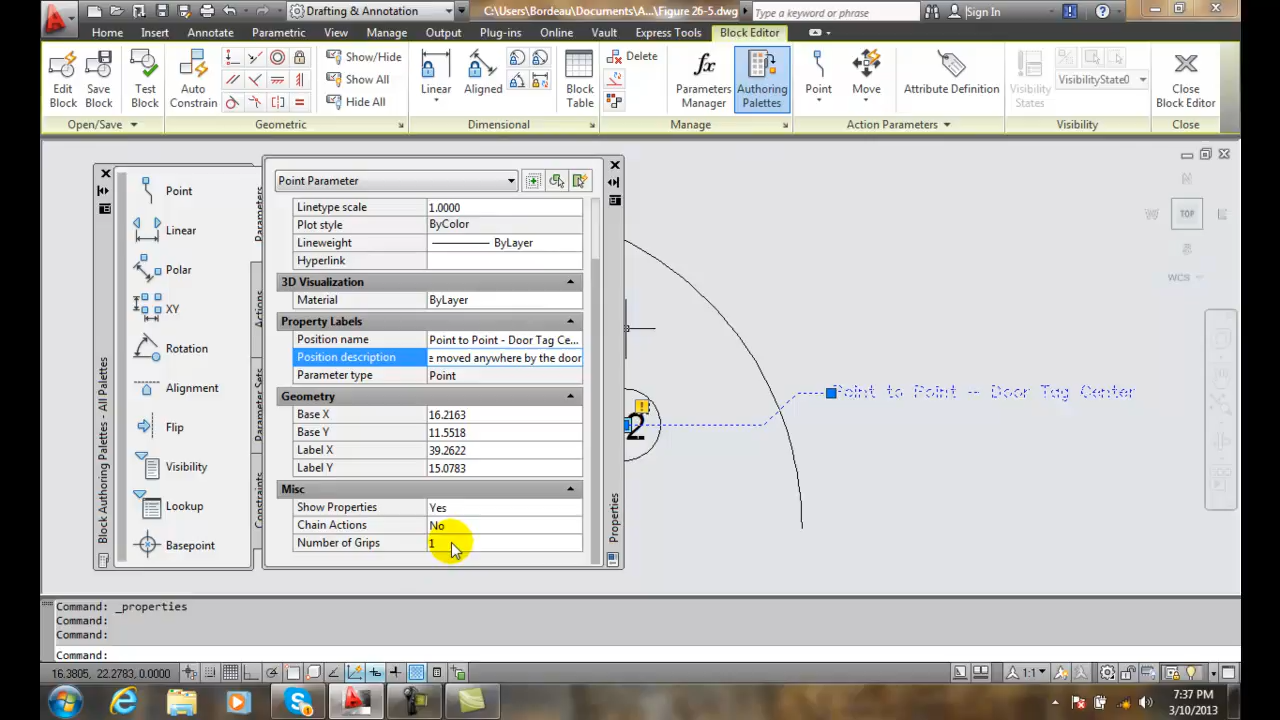 Drafting & Annotation
C:\Users\Bordeau\Documents\A...\Figure 26-5.dwg
Type a keyword or phrase
Sign In
Home Insert Annotate Parametric View Manage Output Plug-ins Online Vault Express Tools Block Editor
Edit Block
Save Block
Test Block
Auto Constrain
Show/Hide
Show All
Hide All
Linear
Aligned
Block Table
Delete
Parameters Manager
Authoring Palettes
Point
Move
Attribute Definition
Visibility States
VisibilityState0
Close Block Editor
Open/Save
Geometric
Dimensional
Manage
Action Parameters
Visibility
Close
Point
Linear
Polar
XY
Rotation
Alignment
Flip
Visibility
Lookup
Basepoint
Parameters
Actions
Parameter Sets
Constraints
Block Authoring Palettes - All Palettes
Point Parameter
Linetype scale 1.0000
Plot style ByColor
Lineweight ByLayer
Hyperlink
3D Visualization
Material ByLayer
Property Labels
Position name Point to Point - Door Tag Ce...
Position description e moved anywhere by the door
Parameter type Point
Geometry
Base X 16.2163
Base Y 11.5518
Label X 39.2622
Label Y 15.0783
Misc
Show Properties Yes
Chain Actions No
Number of Grips 1
Properties
!
2
Point to Point - Door Tag Center
N
W TOP E
S
WCS
Command: _properties
Command:
Command:
Command:
16.3805, 22.2783, 0.0000
1:1
7:37 PM
3/10/2013